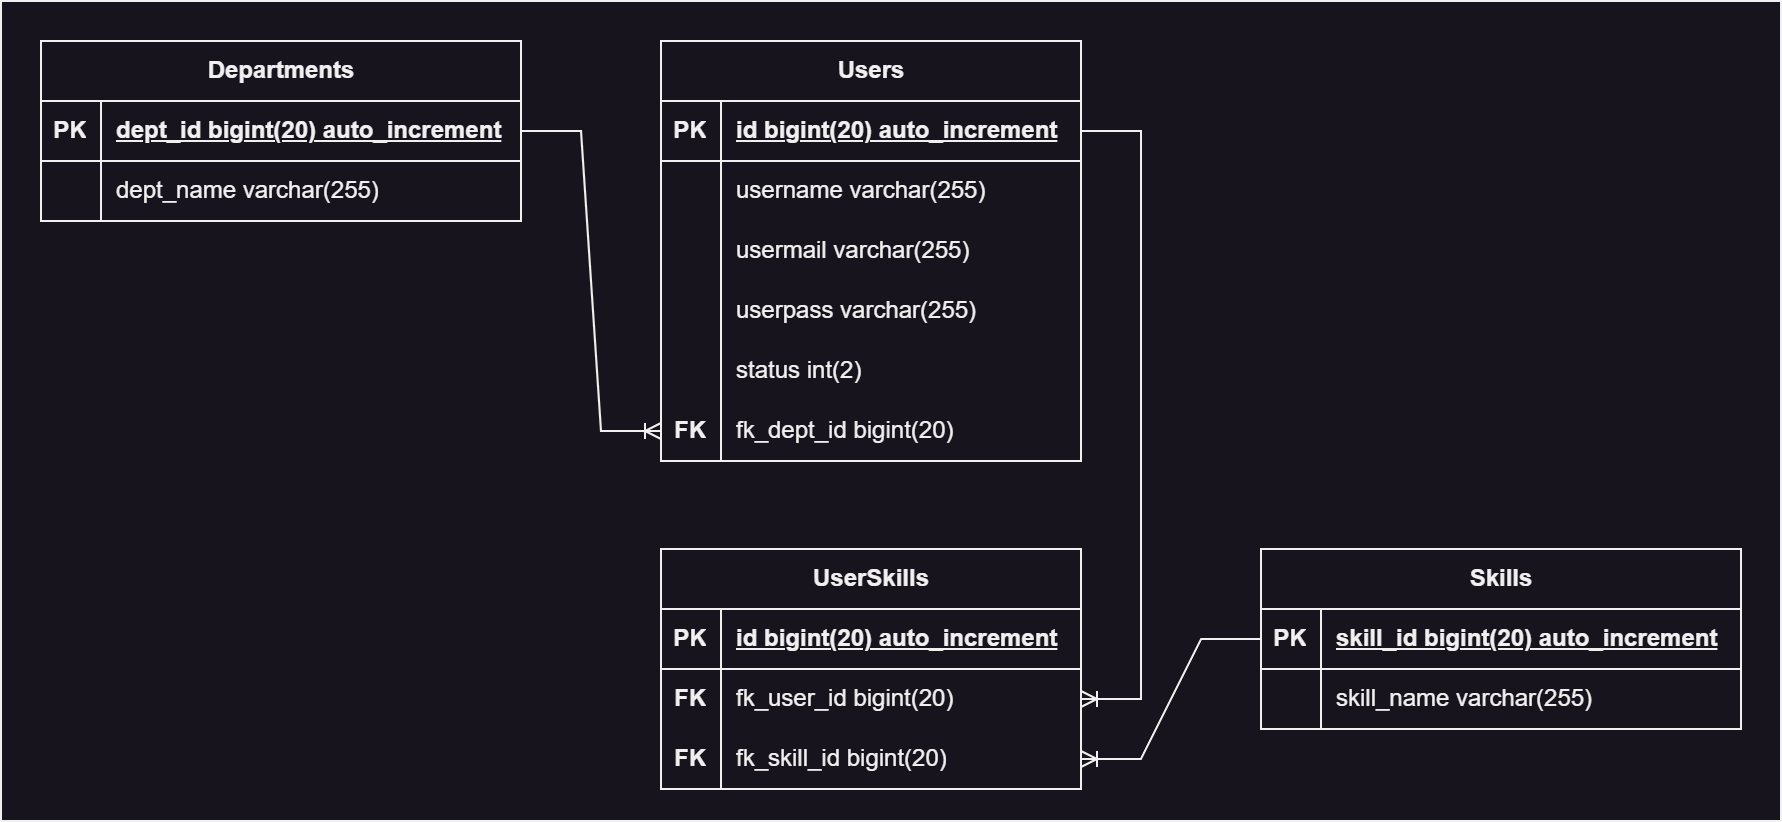 Departments
PK dept_id bigint(20) auto_increment
dept_name varchar(255)
Users
PK id bigint(20) auto_increment
username varchar(255)
usermail varchar(255)
userpass varchar(255)
status int(2)
FK fk_dept_id bigint(20)
UserSkills
PK id bigint(20) auto_increment
FK fk_user_id bigint(20)
FK fk_skill_id bigint(20)
Skills
PK skill_id bigint(20) auto_increment
skill_name varchar(255)